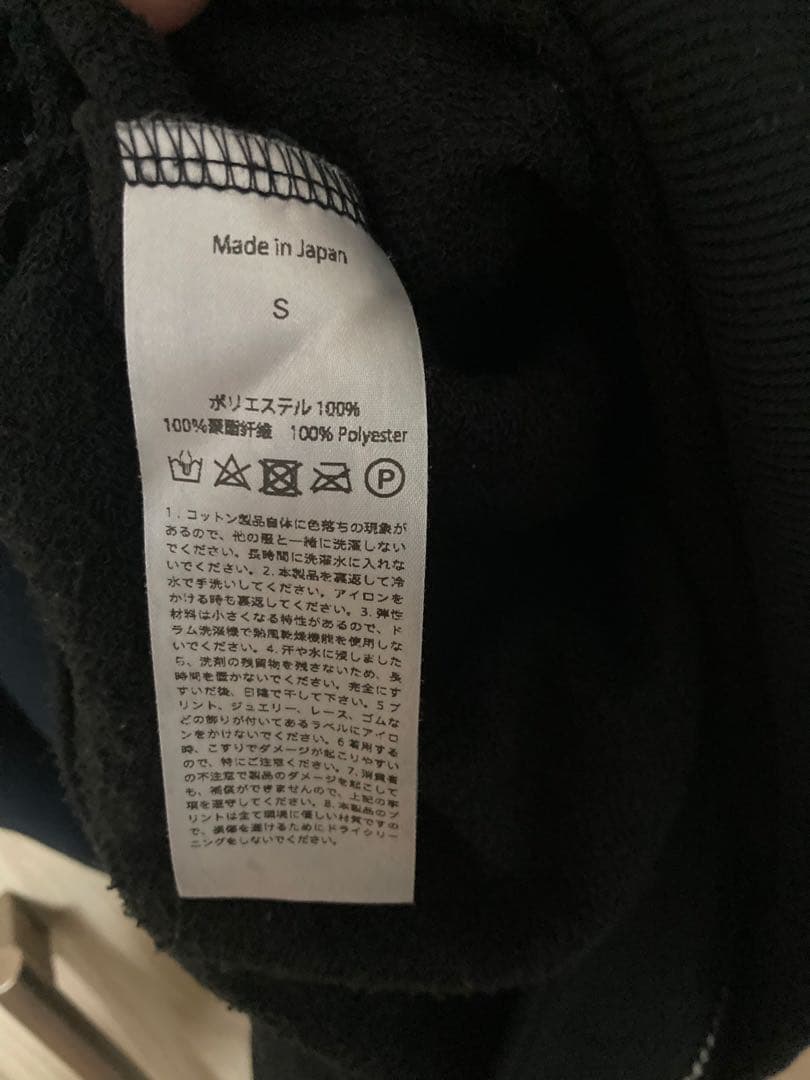 Made in Japan
S
ポリエステル 100%
100%聚脂纤维 100% Polyester
P
1．コットン製品自体に色落ちの現象が
あるので、他の服と一緒に洗濯しない
でください。長時間に洗濯水に入れな
いでください。2.本製品を裏返して冷
水で手洗いしてください。アイロンを
かける時も裏返してください。3.弾性
材料は小さくなる特性があるので、ド
ラム洗濯機で熱風乾燥機能を使用しな
いでください。4.汗や水に浸しました
ら、洗剤の残留物を残さないため、長
時間を置かないでください。完全にす
すいだ後、日陰で干して下さい。5プ
リント、ジュエリー、レース、ゴムな
どの飾りが付いてあるラベルにアイロ
ンをかけないでください。6着用する
時、こすりでダメージが起こりやすい
ので、特にご注意ください。7.消費者
の不注意で製品のダメージを起こして
も、補償ができませんので、上記の事
項を遵守してください。8.本製品のプ
リントは全て環境に優しい材質ですの
で、損傷を避けるためにドライクリー
ニングをしないでください。